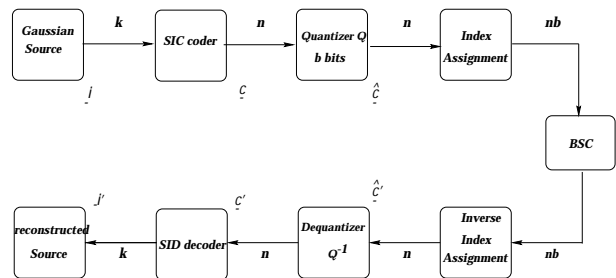 Gaussian
Source
k
SIC coder
n
Quantizer Q
b bits
n
Index
Assignment
nb
i
c
ĉ
BSC
j'
c'
ĉ'
reconstructed
Source
k
SID decoder
n
Dequantizer
Q⁻¹
n
Inverse
Index
Assignment
nb